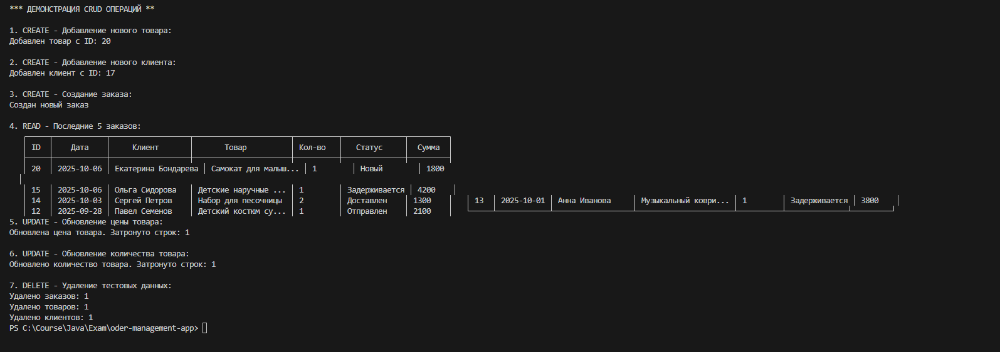 *** ДЕМОНСТРАЦИЯ CRUD ОПЕРАЦИЙ **
1. CREATE - Добавление нового товара:
Добавлен товар с ID: 20
2. CREATE - Добавление нового клиента:
Добавлен клиент с ID: 17
3. CREATE - Создание заказа:
Создан новый заказ
4. READ - Последние 5 заказов:
ID │ Дата │ Клиент │ Товар │ Кол-во │ Статус │ Сумма
20 │ 2025-10-06 │ Екатерина Бондарева │ Самокат для малыш... │ 1 │ Новый │ 1800
15 │ 2025-10-06 │ Ольга Сидорова │ Детские наручные ... │ 1 │ Задерживается │ 4200
14 │ 2025-10-03 │ Сергей Петров │ Набор для песочницы │ 2 │ Доставлен │ 1300 │ 13 │ 2025-10-01 │ Анна Иванова │ Музыкальный коври... │ 1 │ Задерживается │ 3800
12 │ 2025-09-28 │ Павел Семенов │ Детский костюм су... │ 1 │ Отправлен │ 2100
5. UPDATE - Обновление цены товара:
Обновлена цена товара. Затронуто строк: 1
6. UPDATE - Обновление количества товара:
Обновлено количество товара. Затронуто строк: 1
7. DELETE - Удаление тестовых данных:
Удалено заказов: 1
Удалено товаров: 1
Удалено клиентов: 1
PS C:\Course\Java\Exam\oder-management-app>